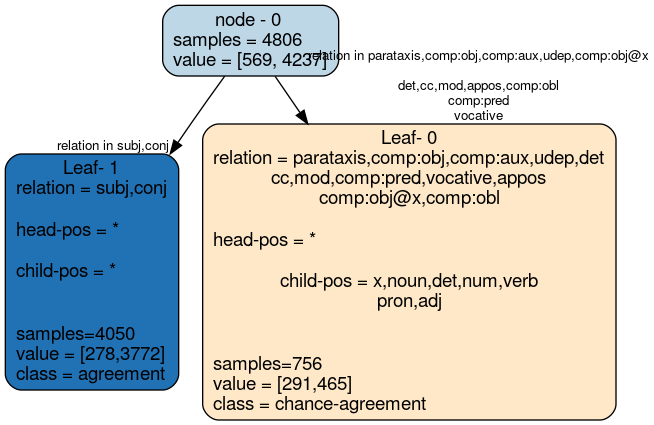 node - 0
samples = 4806
value = [569, 4237]
relation in parataxis,comp:obj,comp:aux,udep,comp:obj@x
det,cc,mod,appos,comp:obl
comp:pred
vocative
relation in subj,conj
Leaf- 1
relation = subj,conj
head-pos = *
child-pos = *
samples=4050
value = [278,3772]
class = agreement
Leaf- 0
relation = parataxis,comp:obj,comp:aux,udep,det
cc,mod,comp:pred,vocative,appos
comp:obj@x,comp:obl
head-pos = *
child-pos = x,noun,det,num,verb
pron,adj
samples=756
value = [291,465]
class = chance-agreement